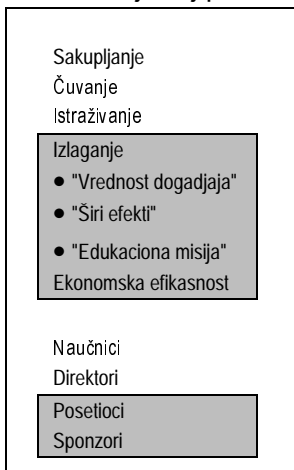 Sakupljanje
Čuvanje
Istraživanje
Izlaganje
● "Vrednost dogadjaja"
● "Širi efekti"
● "Edukaciona misija"
Ekonomska efikasnost
Naučnici
Direktori
Posetioci
Sponzori